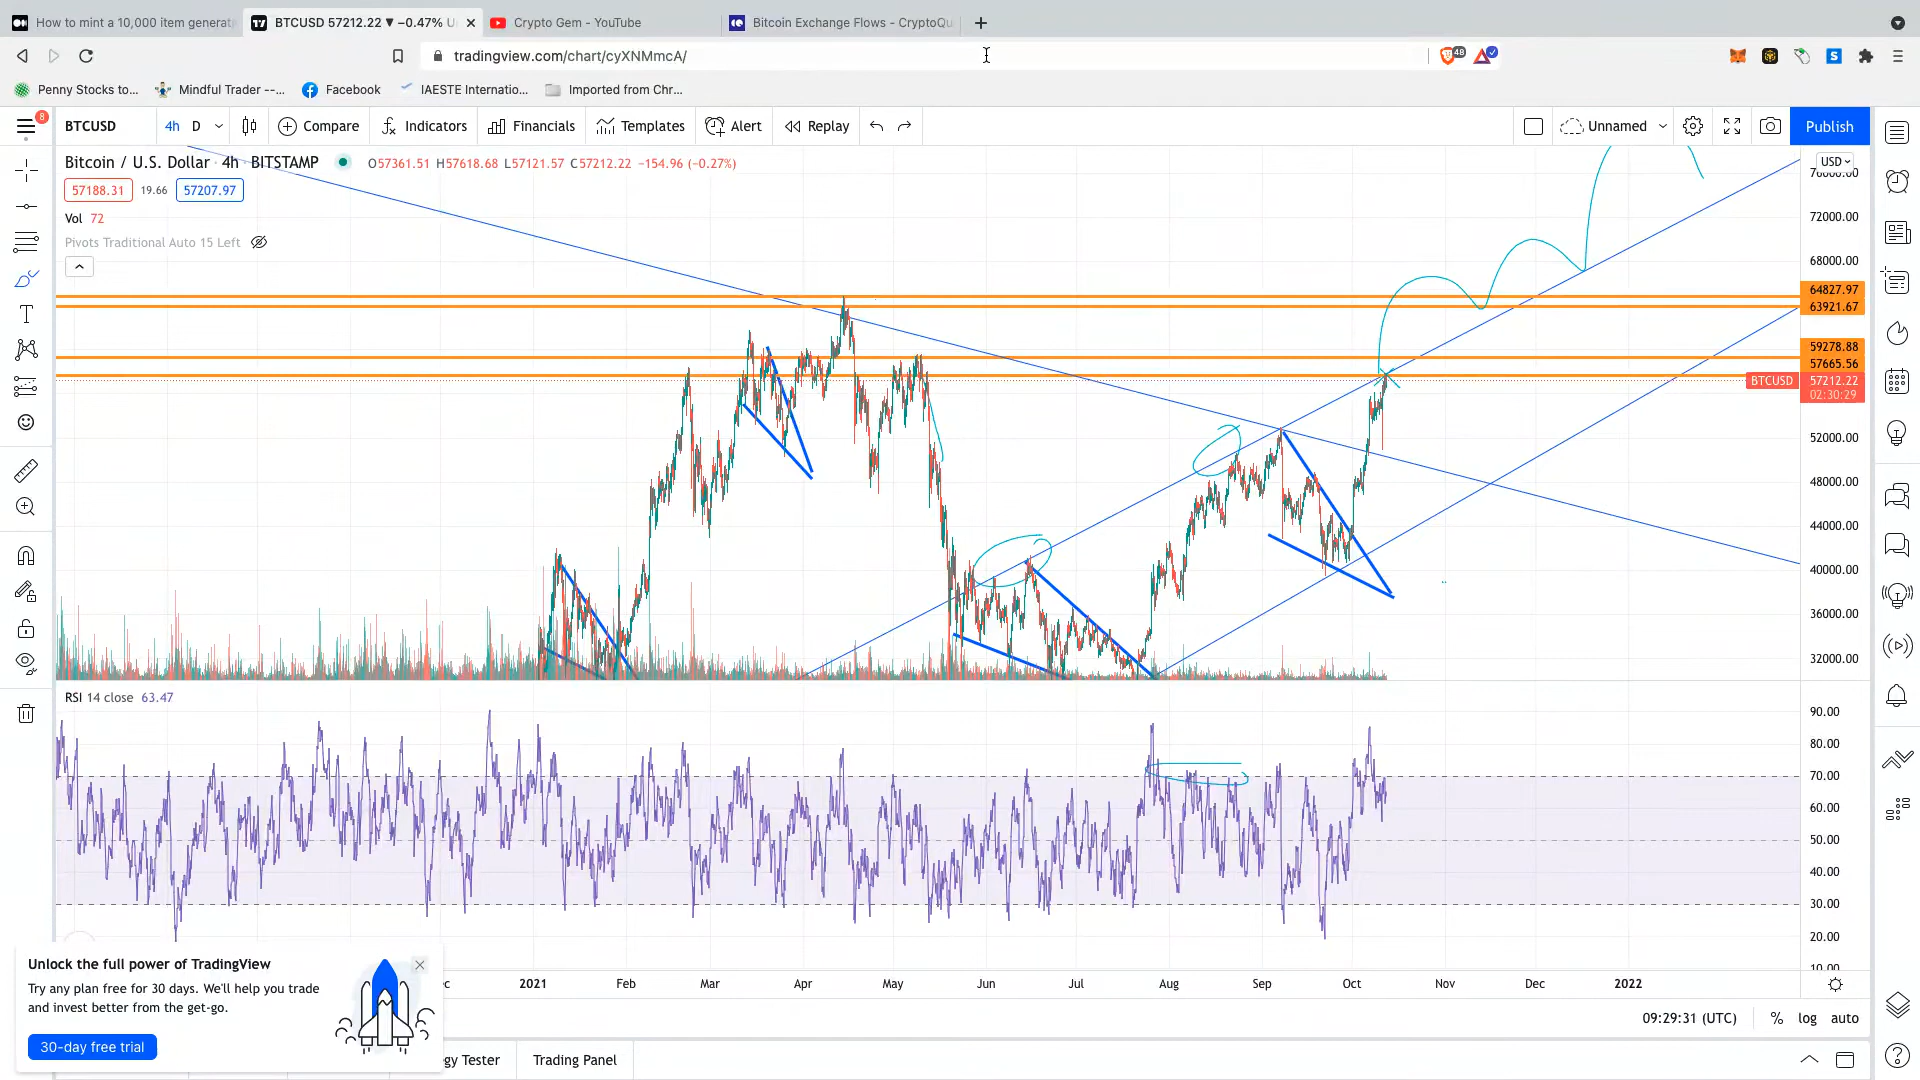 How to mint a 10,000 item generat
BTCUSD 57212.22 ▼ −0.47% U
Crypto Gem - YouTube
Bitcoin Exchange Flows - CryptoQu
tradingview.com/chart/cyXNMmcA/
48
Penny Stocks to...
Mindful Trader --...
Facebook
IAESTE Internatio...
Imported from Chr...
8
BTCUSD
4h
D
Compare
Indicators
Financials
Templates
Alert
Replay
Unnamed
Publish
Bitcoin / U.S. Dollar · 4h · BITSTAMP
O57361.51 H57618.68 L57121.57 C57212.22 −154.96 (−0.27%)
USD
57188.31
19.66
57207.97
Vol 72
Pivots Traditional Auto 15 Left
76000.00
72000.00
68000.00
64827.97
63921.67
59278.88
57665.56
BTCUSD
57212.22
02:30:29
52000.00
48000.00
44000.00
40000.00
36000.00
32000.00
RSI 14 close 63.47
90.00
80.00
70.00
60.00
50.00
40.00
30.00
20.00
10.00
2021
Feb
Mar
Apr
May
Jun
Jul
Aug
Sep
Oct
Nov
Dec
2022
Unlock the full power of TradingView
Try any plan free for 30 days. We'll help you trade
and invest better from the get-go.
30-day free trial
09:29:31 (UTC)
%
log
auto
gy Tester
Trading Panel